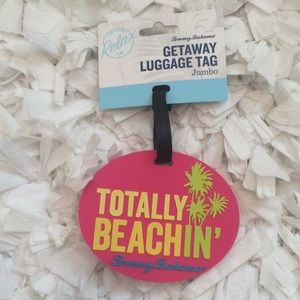 Relax
Tommy Bahama
GETAWAY
LUGGAGE TAG
Jumbo
TOTALLY
BEACHIN'
Tommy Bahama